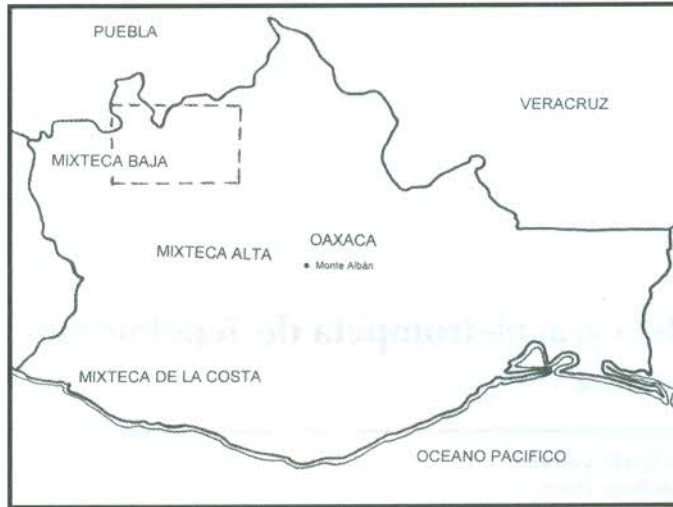 PUEBLA
VERACRUZ
MIXTECA BAJA
OAXACA
MIXTECA ALTA
Monte Albán
MIXTECA DE LA COSTA
OCEANO PACIFICO